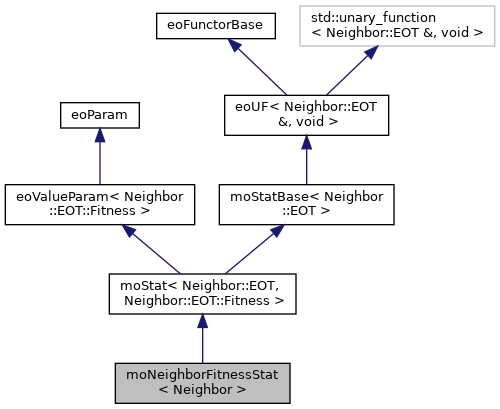 eoFunctorBase
std::unary_function
< Neighbor::EOT &, void >
eoParam
eoUF< Neighbor::EOT
&, void >
eoValueParam< Neighbor
::EOT::Fitness >
moStatBase< Neighbor
::EOT >
moStat< Neighbor::EOT,
Neighbor::EOT::Fitness >
moNeighborFitnessStat
< Neighbor >